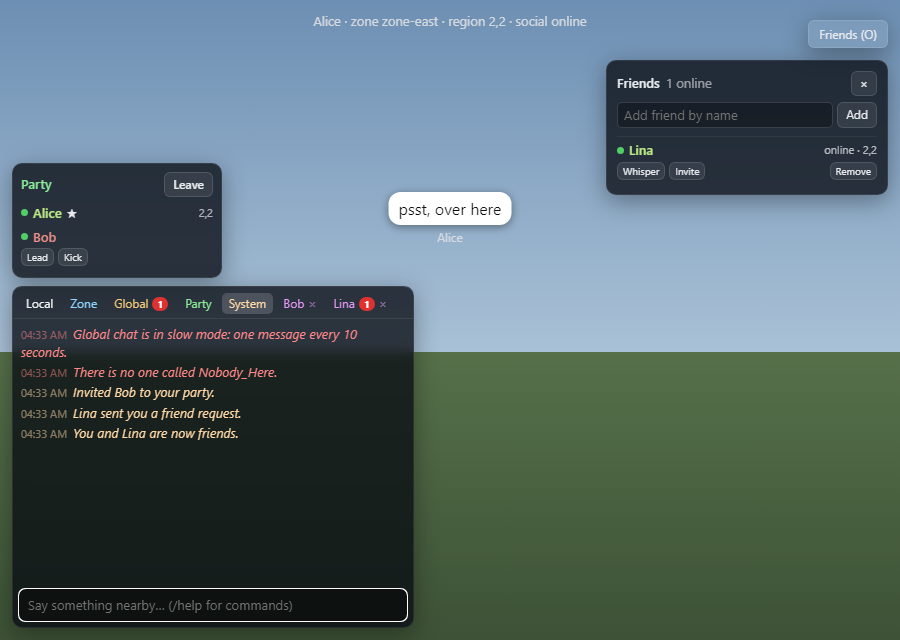 Alice · zone zone-east · region 2,2 · social online
Friends (O)
Friends 1 online ×
Add friend by name Add
Lina online · 2,2
Whisper Invite Remove
Party Leave
Alice ★ 2,2
Bob
Lead Kick
psst, over here
Alice
Local Zone Global 1 Party System Bob × Lina 1 ×
04:33 AM Global chat is in slow mode: one message every 10
seconds.
04:33 AM There is no one called Nobody_Here.
04:33 AM Invited Bob to your party.
04:33 AM Lina sent you a friend request.
04:33 AM You and Lina are now friends.
Say something nearby... (/help for commands)